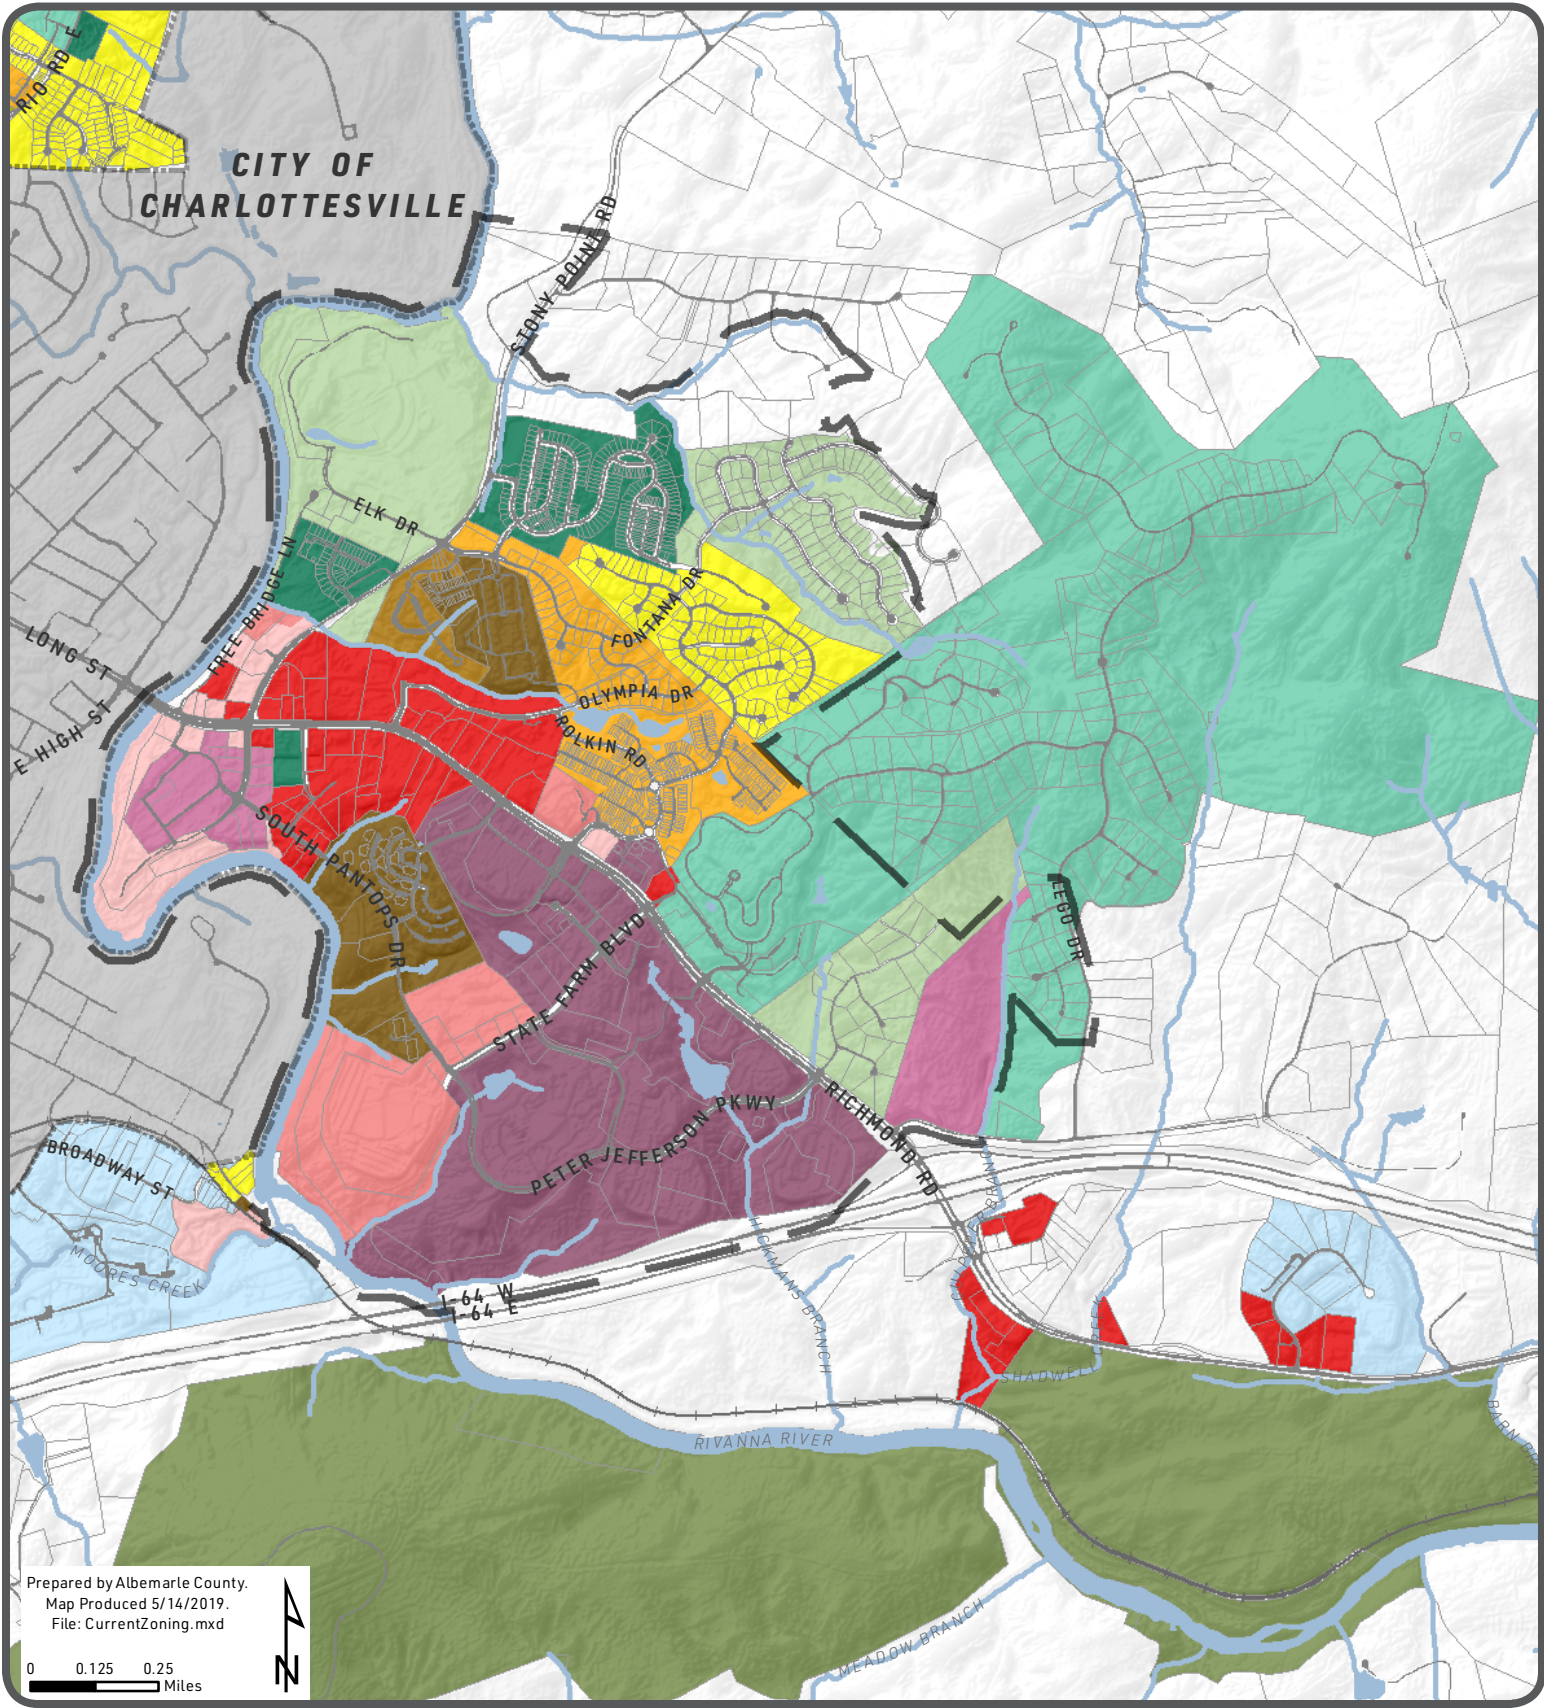 RIO RD E
CITY OF
CHARLOTTESVILLE
STONY POINT RD
ELK DR
FREE BRIDGE LN
LONG ST
E HIGH ST
FONTANA DR
OLYMPIA DR
ROLKIN RD
SOUTH PANTOPS DR
STATE FARM BLVD
LEGO DR
PETER JEFFERSON PKWY
RICHMOND RD
BROADWAY ST
MOORES CREEK
I-64 W
I-64 E
HICKMANS BRANCH
SHADWELL CREEK
RIVANNA RIVER
BARN
MEADOW BRANCH
Prepared by Albemarle County.
Map Produced 5/14/2019.
File: CurrentZoning.mxd
N
0 0.125 0.25
Miles